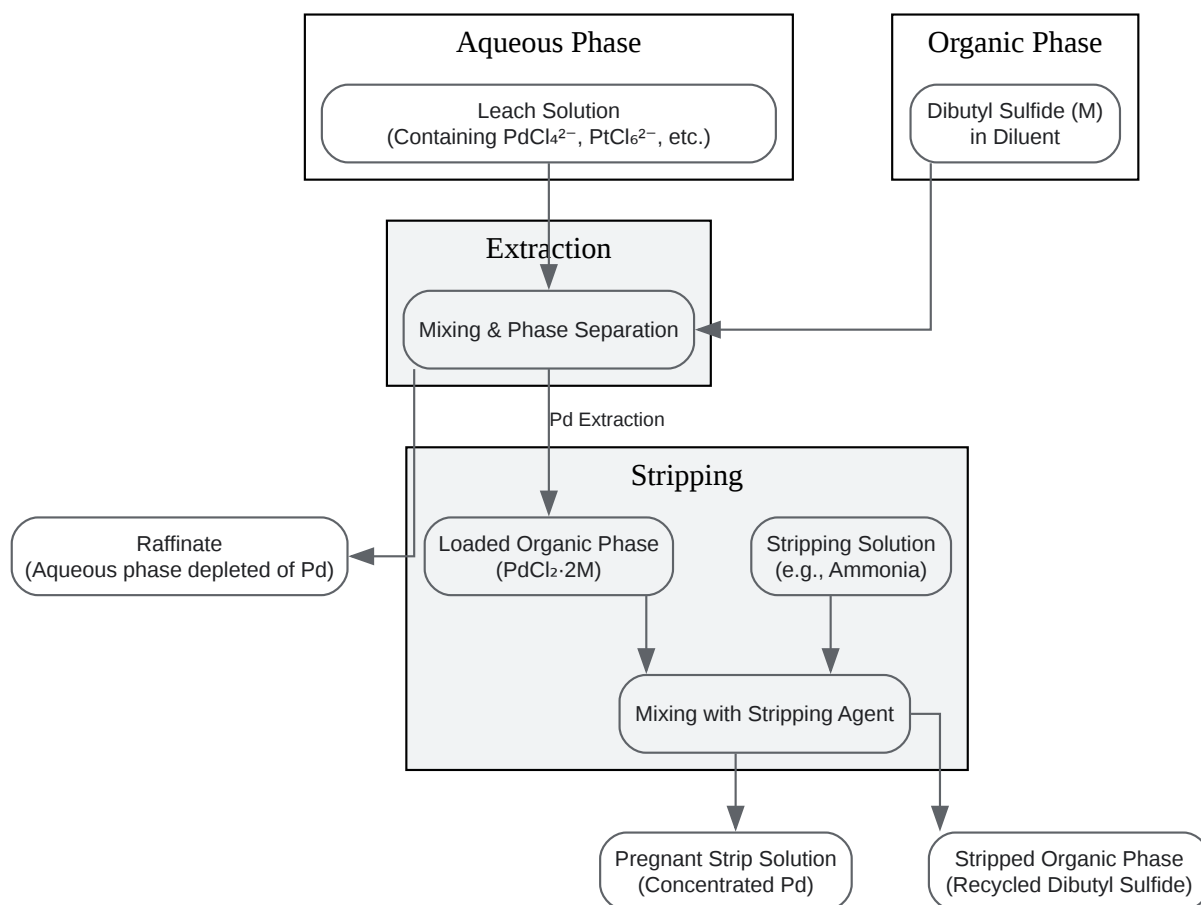 Aqueous Phase
Leach Solution
(Containing PdCl₄²⁻, PtCl₆²⁻, etc.)
Organic Phase
Dibutyl Sulfide (M)
in Diluent
Extraction
Mixing & Phase Separation
Pd Extraction
Stripping
Raffinate
(Aqueous phase depleted of Pd)
Loaded Organic Phase
(PdCl₂·2M)
Stripping Solution
(e.g., Ammonia)
Mixing with Stripping Agent
Pregnant Strip Solution
(Concentrated Pd)
Stripped Organic Phase
(Recycled Dibutyl Sulfide)